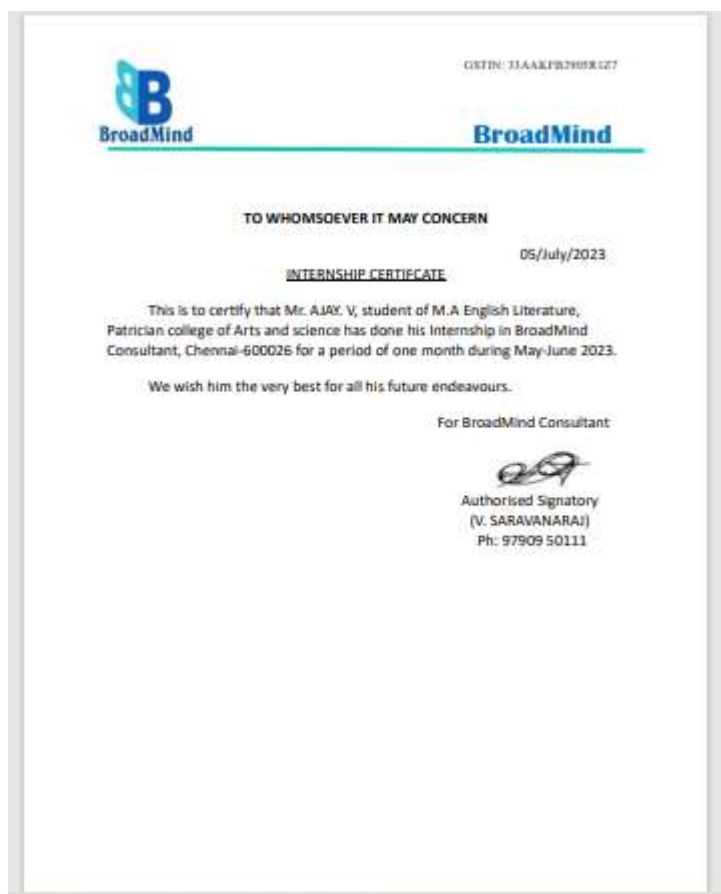 BroadMind
BroadMind
TO WHOMSOEVER IT MAY CONCERN
05/July/2023
INTERNSHIP CERTIFCATE
This is to certify that Mr. AJAY. V, student of M.A English Literature,
Patrician college of Arts and science has done his Internship in BroadMind
Consultant, Chennai-600026 for a period of one month during May-June 2023.
We wish him the very best for all his future endeavours.
For BroadMind Consultant
Authorised Signatory
(V. SARAVANARAJ)
Ph: 97909 50111